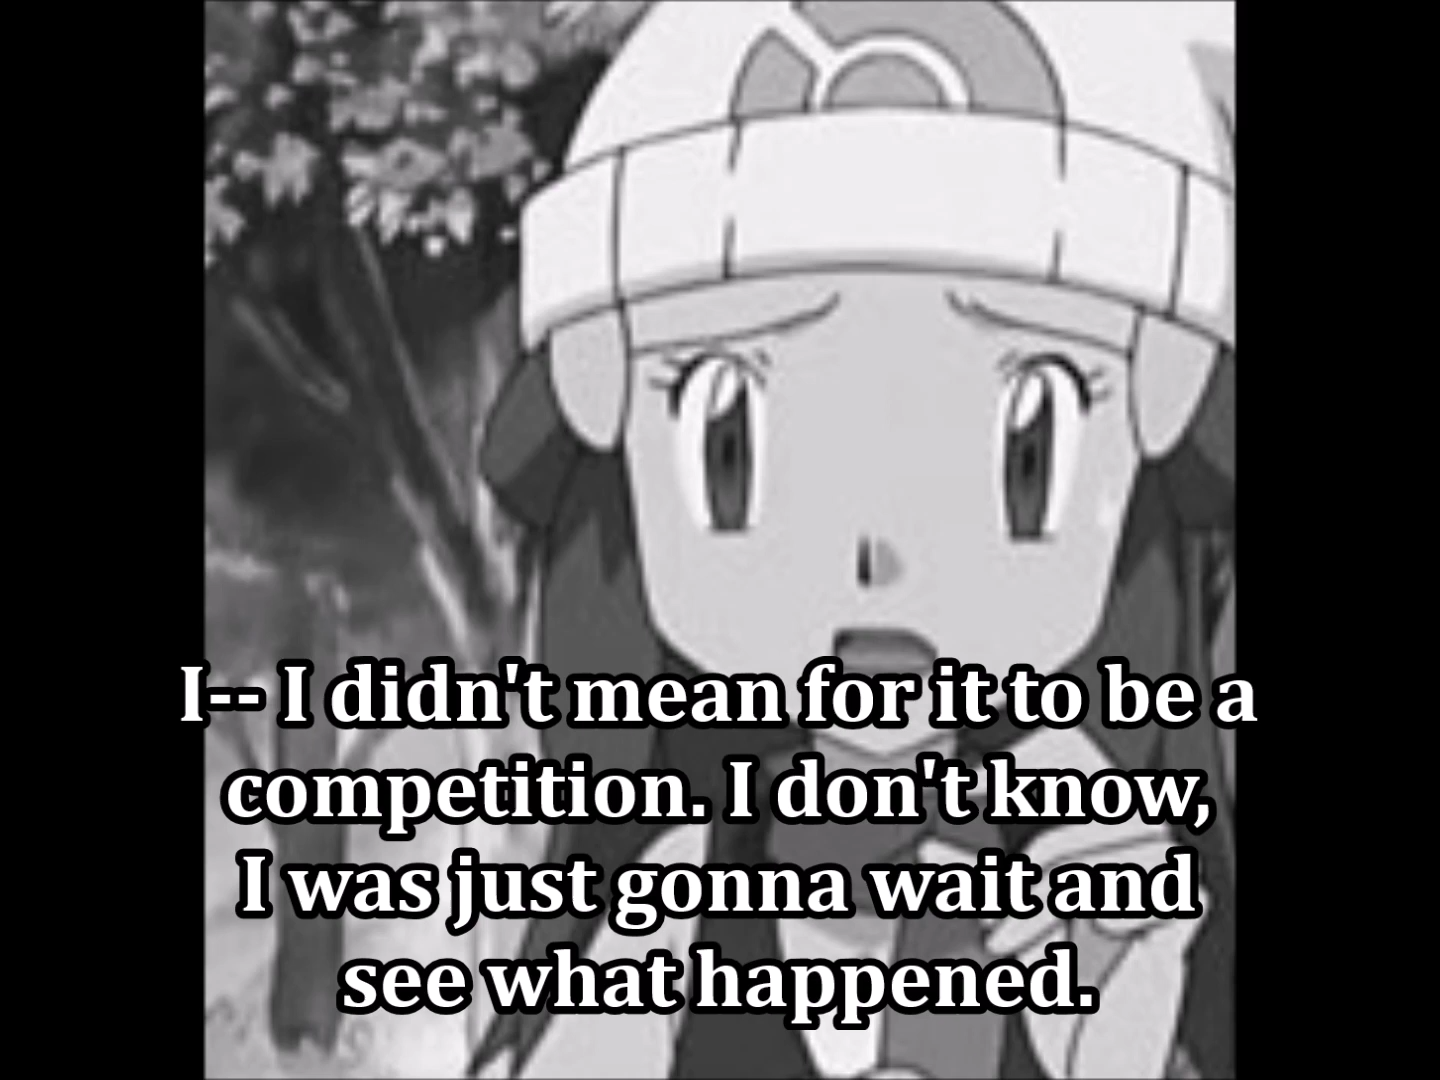 I-- I didn't mean for it to be a
competition. I don't know,
I was just gonna wait and
see what happened.